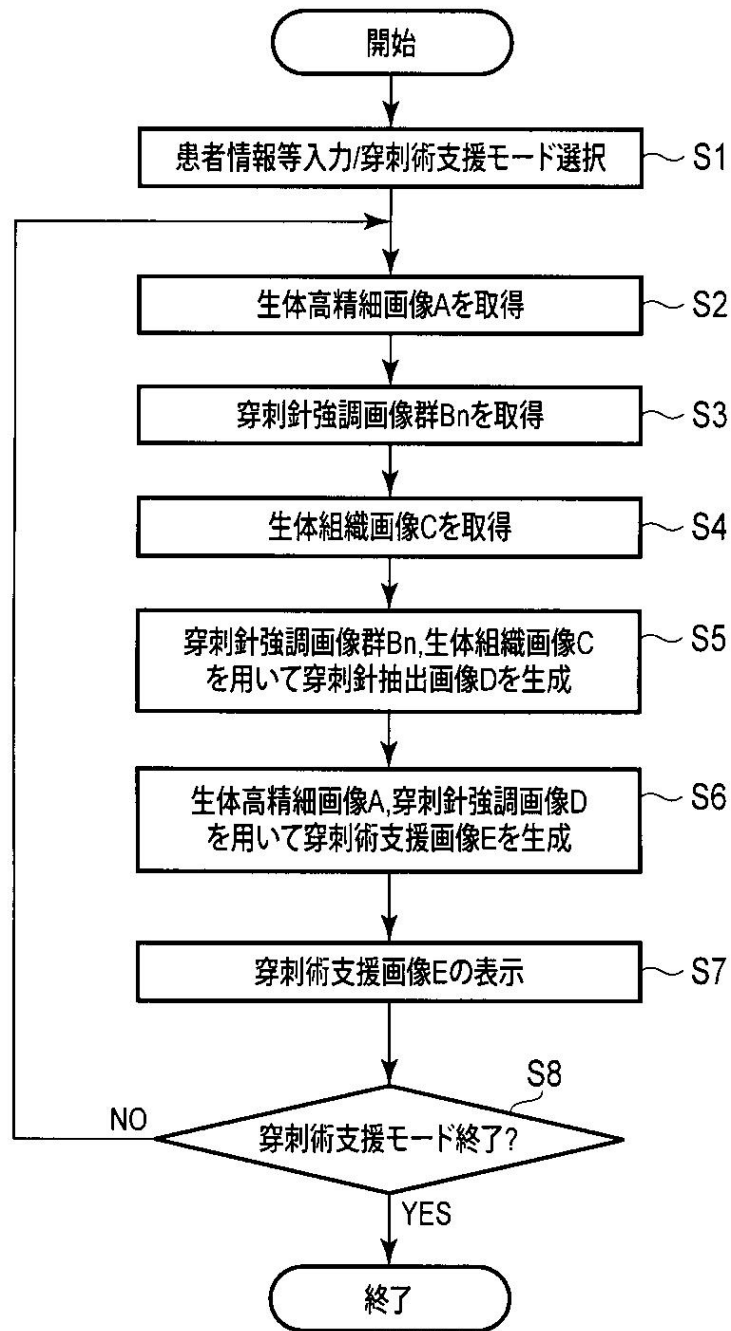 開始
患者情報等入力/穿刺術支援モード選択
S1
生体高精細画像Aを取得
S2
穿刺針強調画像群Bnを取得
S3
生体組織画像Cを取得
S4
穿刺針強調画像群Bn,生体組織画像C
を用いて穿刺針抽出画像Dを生成
S5
生体高精細画像A,穿刺針強調画像D
を用いて穿刺術支援画像Eを生成
S6
穿刺術支援画像Eの表示
S7
S8
穿刺術支援モード終了?
NO
YES
終了